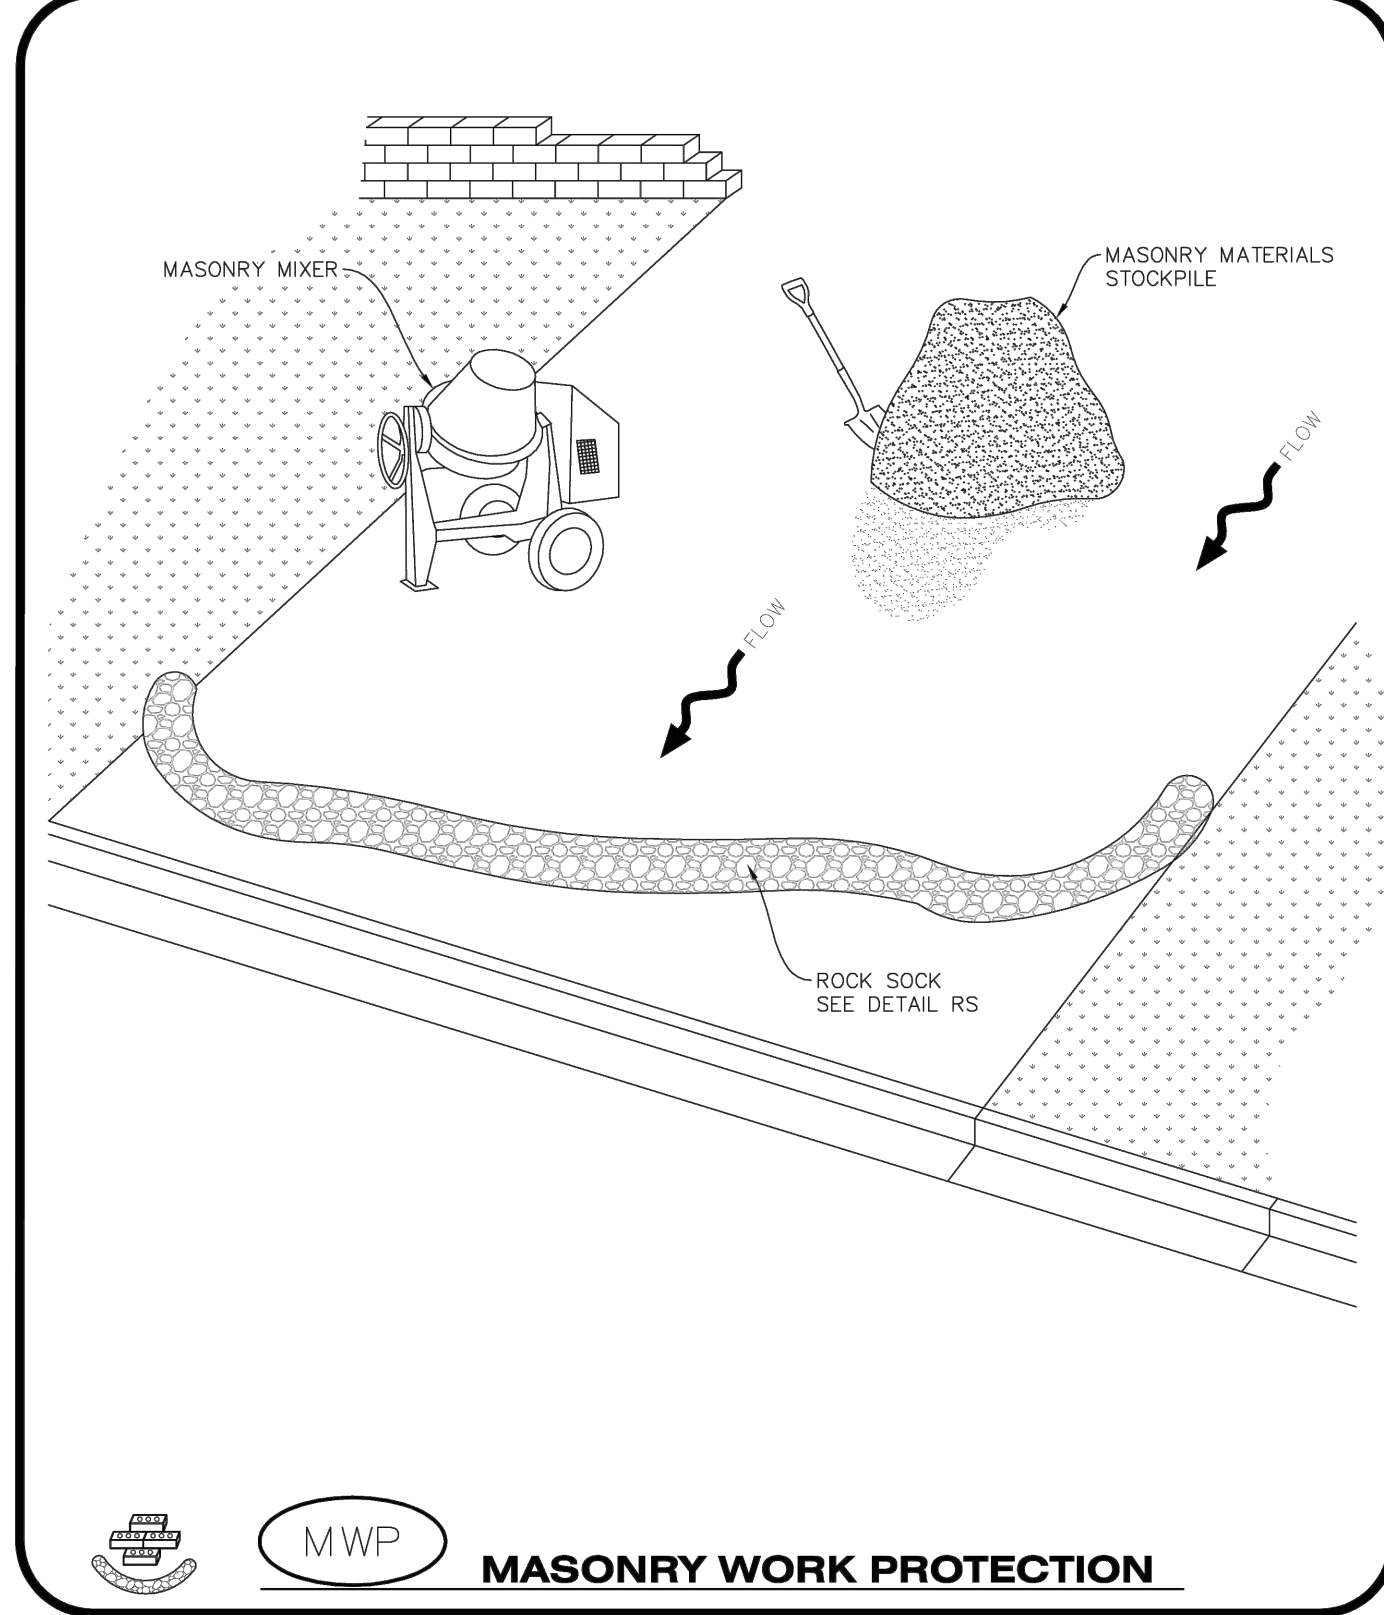 MASONRY MIXER
MASONRY MATERIALS
STOCKPILE
FLOW
FLOW
ROCK SOCK
SEE DETAIL RS
MWP
MASONRY WORK PROTECTION